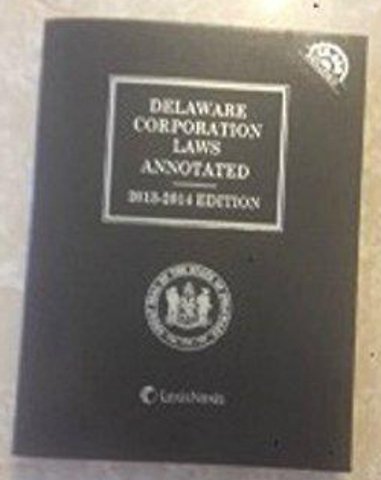 DELAWARE
CORPORATION
LAWS
ANNOTATED
2013-2014 EDITION
LexisNexis